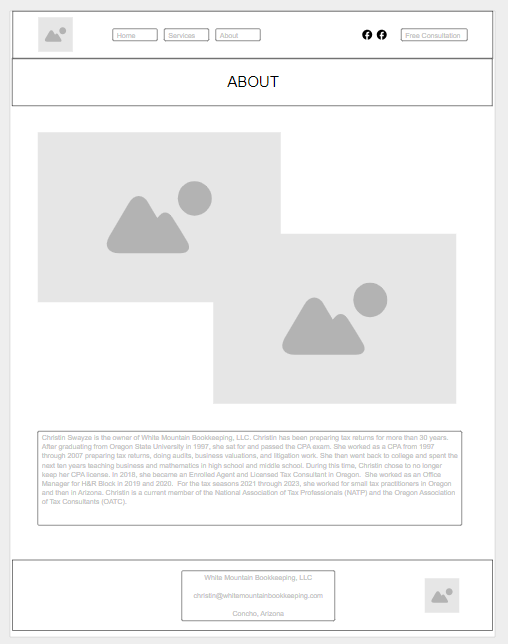 Home
Services
About
Free Consultation
ABOUT
Christin Swayze is the owner of White Mountain Bookkeeping, LLC. Christin has been preparing tax returns for more than 30 years.
After graduating from Oregon State University in 1997, she sat for and passed the CPA exam. She worked as a CPA from 1997
through 2007 preparing tax returns, doing audits, business valuations, and litigation work. She then went back to college and spent the
next ten years teaching business and mathematics in high school and middle school. During this time, Christin chose to no longer
keep her CPA license. In 2018, she became an Enrolled Agent and Licensed Tax Consultant in Oregon.  She worked as an Office
Manager for H&R Block in 2019 and 2020.  For the tax seasons 2021 through 2023, she worked for small tax practitioners in Oregon
and then in Arizona. Christin is a current member of the National Association of Tax Professionals (NATP) and the Oregon Association
of Tax Consultants (OATC).
White Mountain Bookkeeping, LLC
christin@whitemountainbookkeeping.com
Concho, Arizona